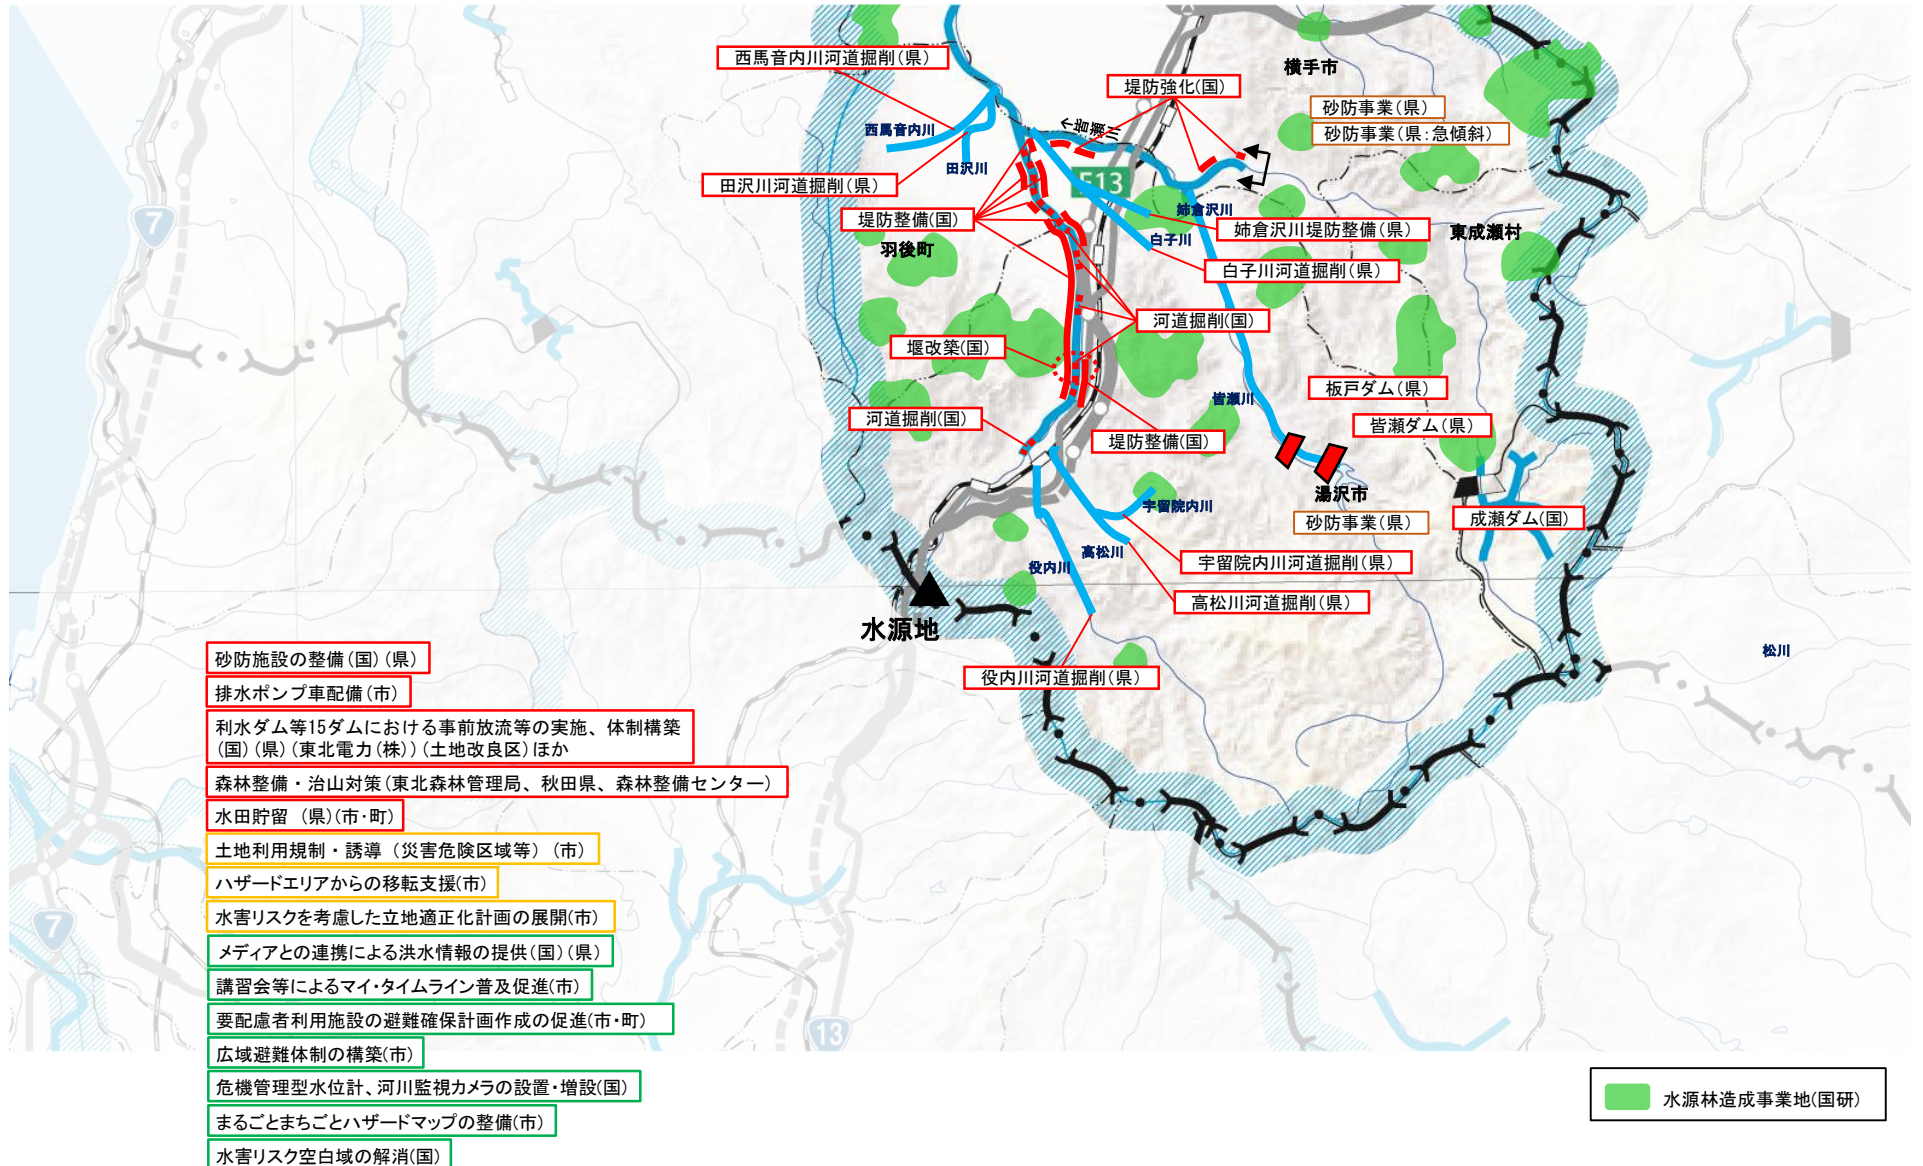 西馬音内川河道掘削(県)
横手市
堤防強化(国)
砂防事業(県)
砂防事業(県:急傾斜)
西馬音内川
↑皆瀬川
田沢川
田沢川河道掘削(県)
E13
堤防整備(国)
羽後町
姉倉沢川
姉倉沢川堤防整備(県)
東成瀬村
白子川
白子川河道掘削(県)
7
河道掘削(国)
堰改築(国)
板戸ダム(県)
皆瀬川
河道掘削(国)
堤防整備(国)
皆瀬ダム(県)
湯沢市
宇留院内川
砂防事業(県)
成瀬ダム(国)
高松川
役内川
宇留院内川河道掘削(県)
高松川河道掘削(県)
水源地
役内川河道掘削(県)
松川
砂防施設の整備(国)(県)
排水ポンプ車配備(市)
利水ダム等15ダムにおける事前放流等の実施、体制構築
(国)(県)(東北電力(株))(土地改良区)ほか
森林整備・治山対策(東北森林管理局、秋田県、森林整備センター)
水田貯留 (県)(市・町)
土地利用規制・誘導(災害危険区域等)(市)
ハザードエリアからの移転支援(市)
水害リスクを考慮した立地適正化計画の展開(市)
メディアとの連携による洪水情報の提供(国)(県)
講習会等によるマイ・タイムライン普及促進(市)
要配慮者利用施設の避難確保計画作成の促進(市・町)
広域避難体制の構築(市)
危機管理型水位計、河川監視カメラの設置・増設(国)
まるごとまちごとハザードマップの整備(市)
水害リスク空白域の解消(国)
7
13
水源林造成事業地(国研)